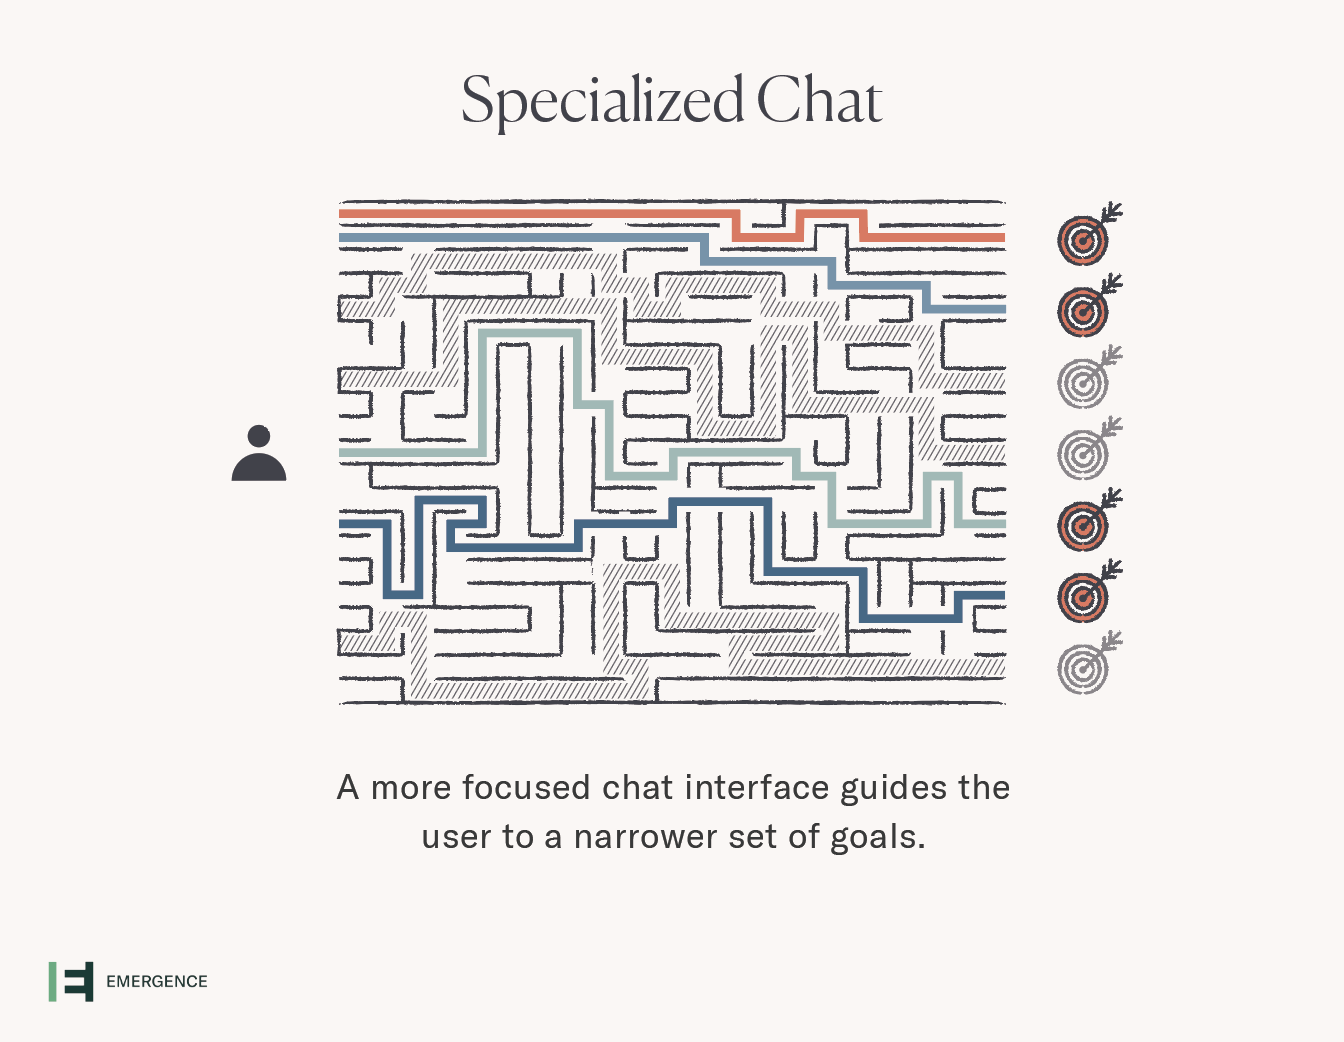 Specialized Chat
A more focused chat interface guides the
user to a narrower set of goals.
EMERGENCE